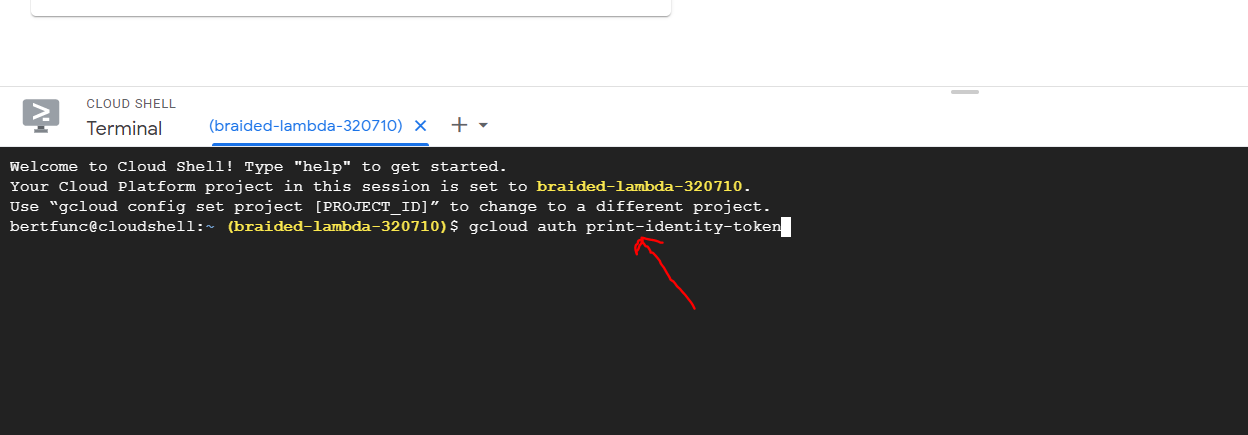 CLOUD SHELL
Terminal
(braided-lambda-320710)
Welcome to Cloud Shell! Type "help" to get started.
Your Cloud Platform project in this session is set to braided-lambda-320710.
Use “gcloud config set project [PROJECT_ID]” to change to a different project.
bertfunc@cloudshell:~ (braided-lambda-320710)$ gcloud auth print-identity-token